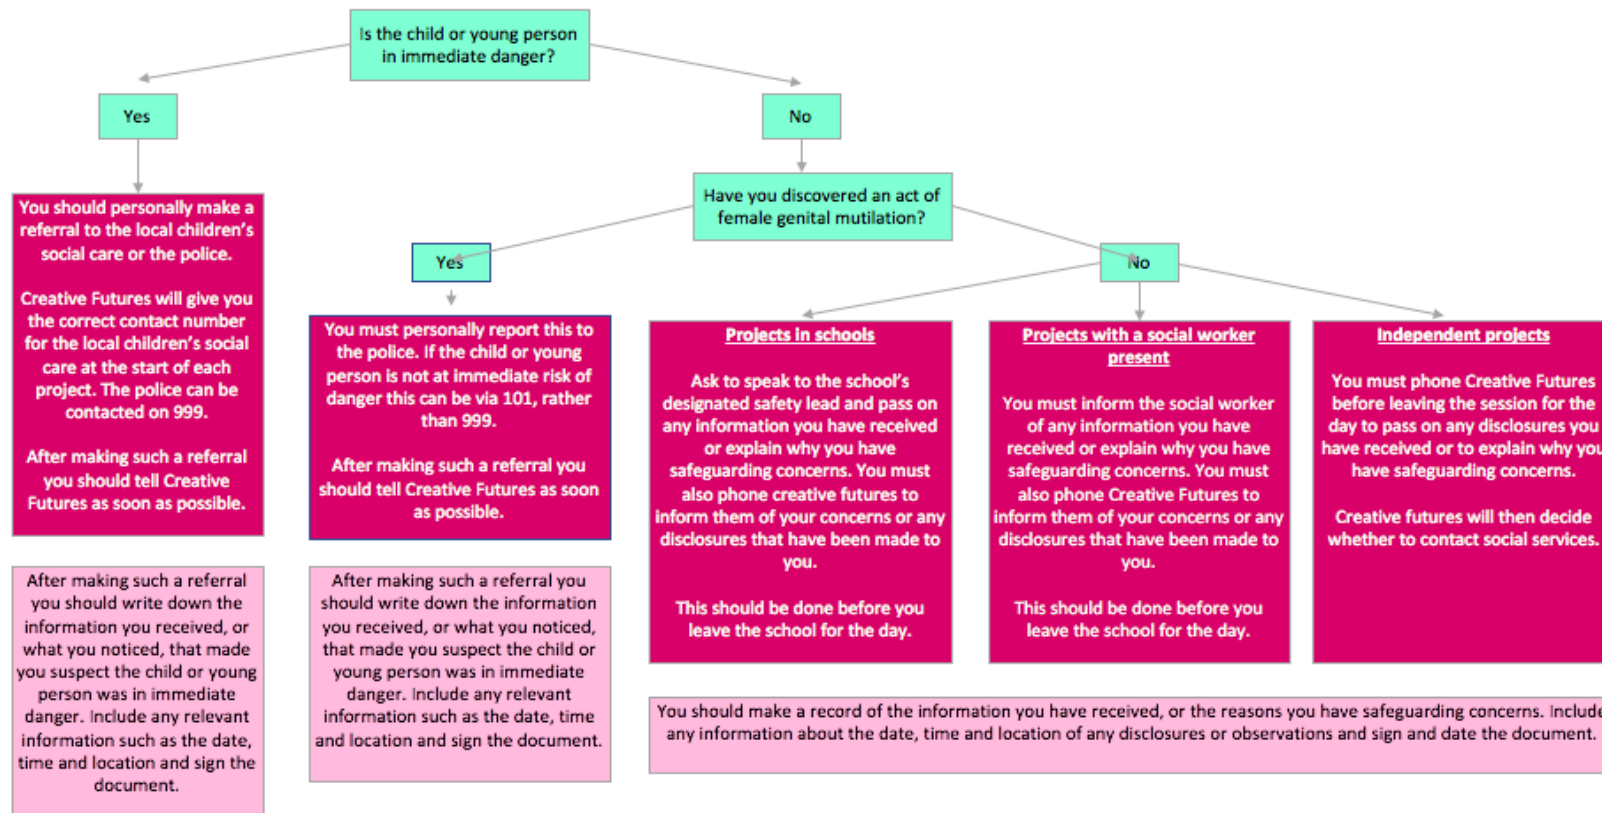 Is the child or young person
in immediate danger?
Yes
No
You should personally make a
referral to the local children's
social care or the police.
Creative Futures will give you
the correct contact number
for the local children's social
care at the start of each
project. The police can be
contacted on 999.
After making such a referral
you should tell Creative
Futures as soon as possible.
After making such a referral
you should write down the
information you received, or
what you noticed, that made
you suspect the child or young
person was in immediate
danger. Include any relevant
information such as the date,
time and location and sign the
document.
Have you discovered an act of
female genital mutilation?
Yes
No
You must personally report this to
the police. If the child or young
person is not at immediate risk of
danger this can be via 101, rather
than 999.
After making such a referral you
should tell Creative Futures as soon
as possible.
After making such a referral you
should write down the information
you received, or what you noticed,
that made you suspect the child or
young person was in immediate
danger. Include any relevant
information such as the date, time
and location and sign the document.
Projects in schools
Ask to speak to the school's
designated safety lead and pass on
any information you have received
or explain why you have
safeguarding concerns. You must
also phone creative futures to
inform them of your concerns or any
disclosures that have been made to
you.
This should be done before you
leave the school for the day.
Projects with a social worker
present
You must inform the social worker
of any information you have
received or explain why you have
safeguarding concerns. You must
also phone Creative Futures to
inform them of your concerns or any
disclosures that have been made to
you.
This should be done before you
leave the school for the day.
Independent projects
You must phone Creative Futures
before leaving the session for the
day to pass on any disclosures you
have received or to explain why you
have safeguarding concerns.
Creative futures will then decide
whether to contact social services.
You should make a record of the information you have received, or the reasons you have safeguarding concerns. Include
any information about the date, time and location of any disclosures or observations and sign and date the document.